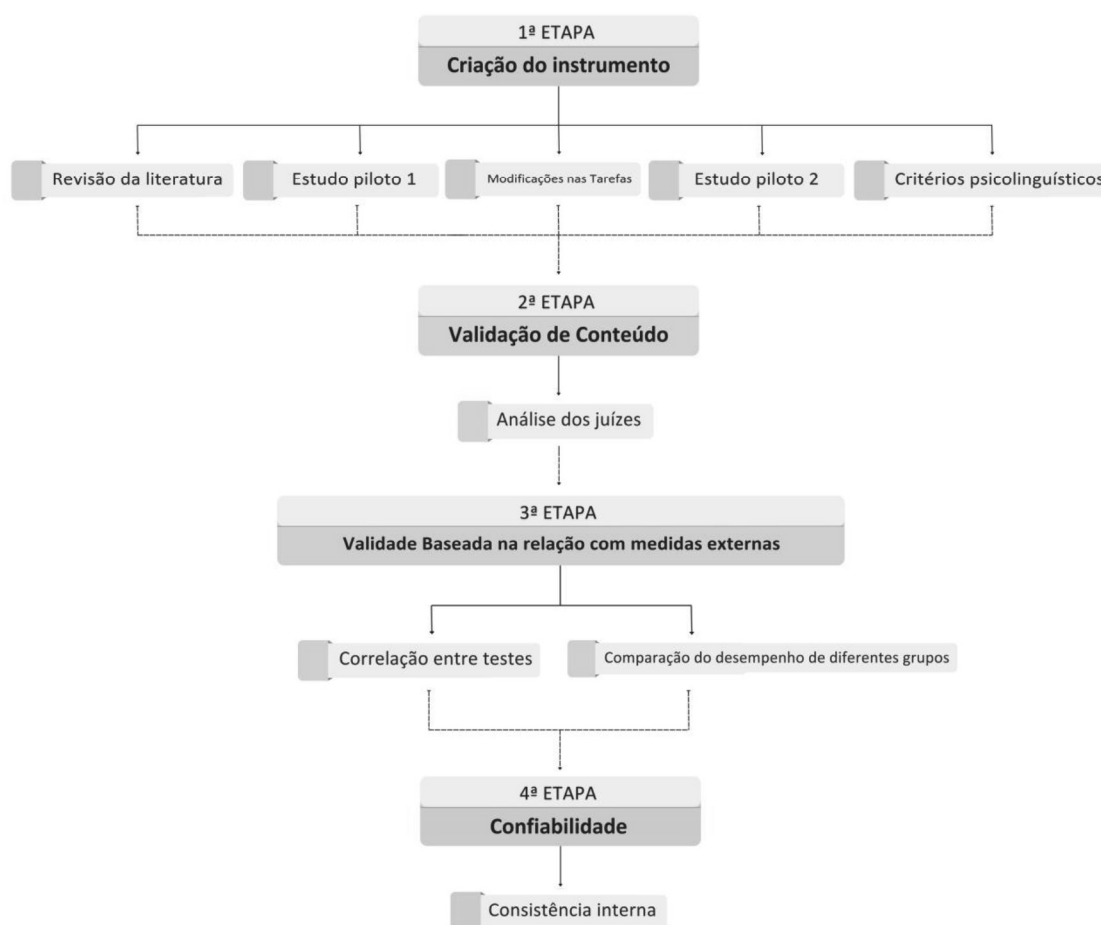 1ª ETAPA
Criação do instrumento
Revisão da literatura
Estudo piloto 1
Modificações nas Tarefas
Estudo piloto 2
Critérios psicolinguísticos
2ª ETAPA
Validação de Conteúdo
Análise dos juízes
3ª ETAPA
Validade Baseada na relação com medidas externas
Correlação entre testes
Comparação do desempenho de diferentes grupos
4ª ETAPA
Confiabilidade
Consistência interna